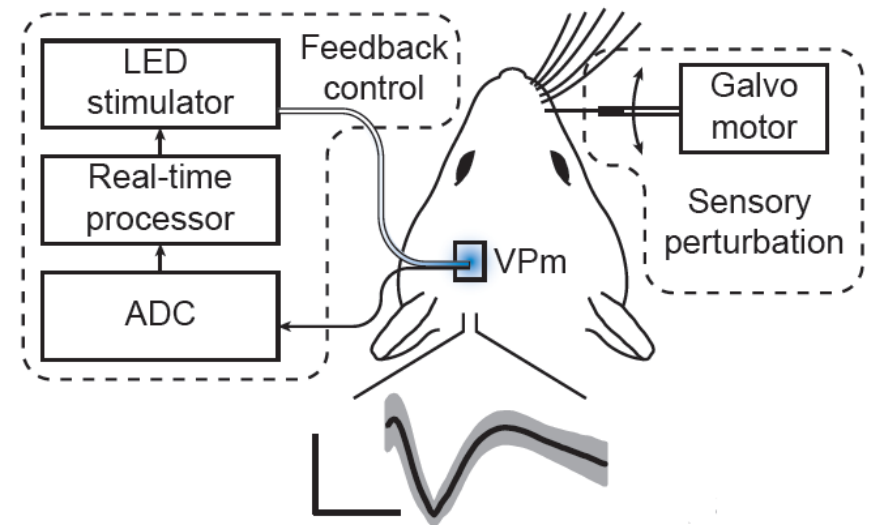 LED
stimulator
Feedback
control
Real-time
processor
ADC
VPm
Galvo
motor
Sensory
perturbation